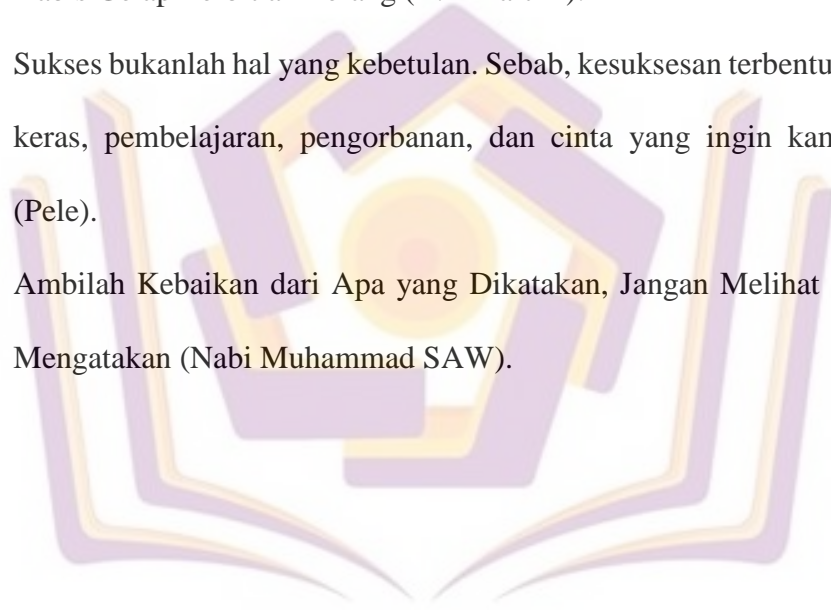 Sukses bukanlah hal yang kebetulan. Sebab, kesuksesan terbentu
keras, pembelajaran, pengorbanan, dan cinta yang ingin kam
(Pele).
Ambilah Kebaikan dari Apa yang Dikatakan, Jangan Melihat
Mengatakan (Nabi Muhammad SAW).